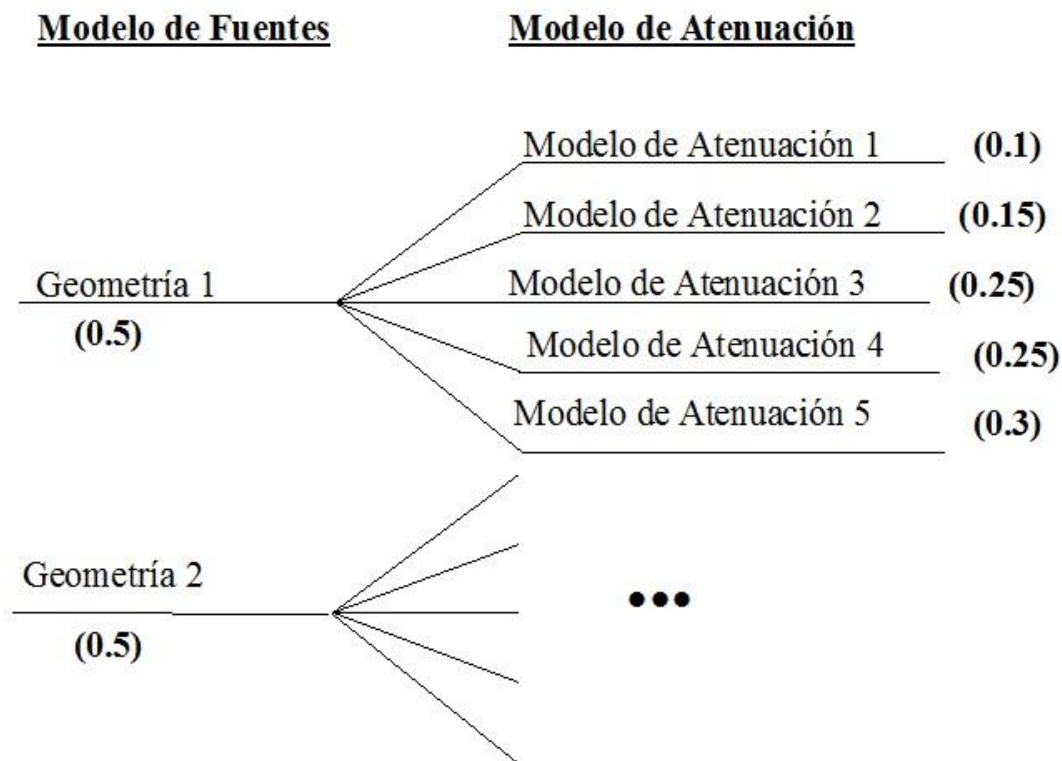 Modelo de Fuentes
Modelo de Atenuación
Modelo de Atenuación 1 (0.1)
Modelo de Atenuación 2 (0.15)
Geometría 1
(0.5)
Modelo de Atenuación 3 (0.25)
Modelo de Atenuación 4 (0.25)
Modelo de Atenuación 5 (0.3)
Geometría 2
(0.5)
•••